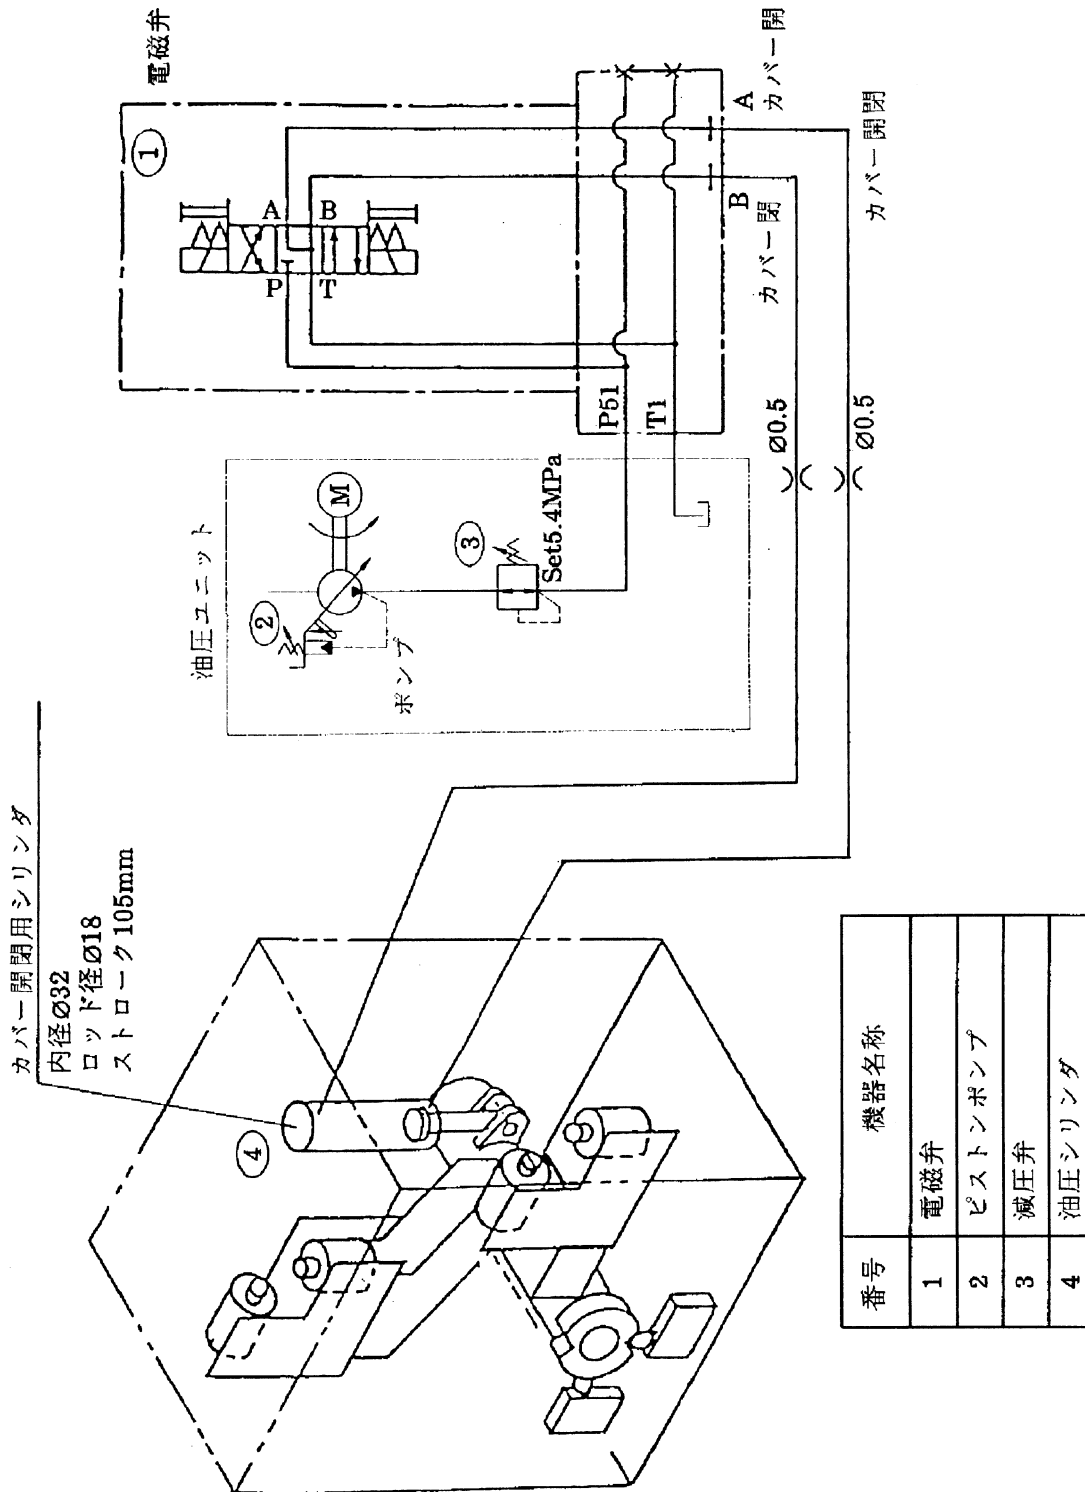 カバー開閉用シリンダ
内径Ø32
ロッド径Ø18
ストローク105mm
4
油圧ユニット
2
M
ポンプ
3
Set5.4MPa
電磁弁
1
A
B
P
T
P51
T1
A
カバー開
B
カバー閉
カバー開閉
Ø0.5
Ø0.5
番号 機器名称
1 電磁弁
2 ピストンポンプ
3 減圧弁
4 油圧シリンダ